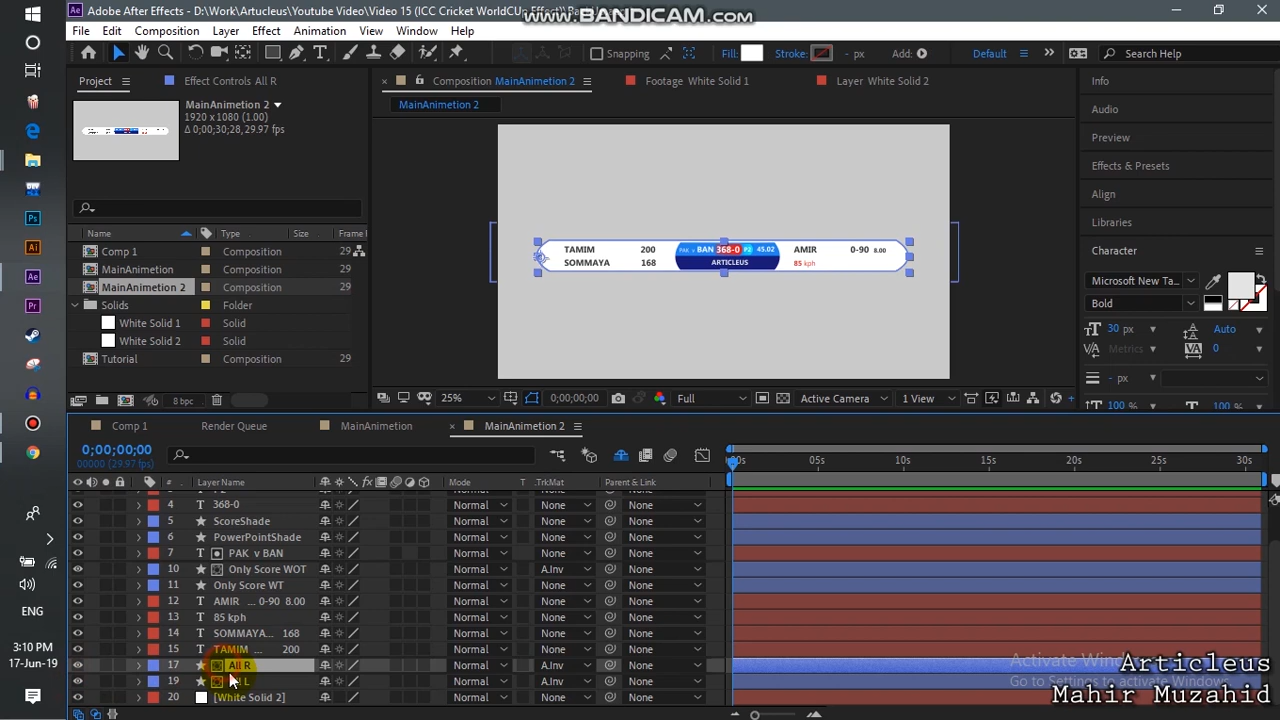 Adobe After Effects - D:\Work\Artucleus\Youtube Video\Video 15 (ICC Cricket WorldCUp Effect)\
www.BANDICAM.com
File Edit Composition Layer Effect Animation View Window Help
Snapping Fill: Stroke: - px Add: Default Search Help
Project Effect Controls All R
Composition MainAnimetion 2 Footage White Solid 1 Layer White Solid 2
MainAnimetion 2
MainAnimetion 2
1920 x 1080 (1.00)
Δ 0;00;30;28, 29.97 fps
Name Type Size Frame
Comp 1 Composition 29
MainAnimetion Composition 29
MainAnimetion 2 Composition 29
Solids Folder
White Solid 1 Solid
White Solid 2 Solid
Tutorial Composition 29
8 bpc
TAMIM 200 PAK v BAN 368-0 P2 45.02 AMIR 0-90 8.00
SOMMAYA 168 ARTICLEUS 85 kph
25% 0;00;00;00 Full Active Camera 1 View
Info
Audio
Preview
Effects & Presets
Align
Libraries
Character
Microsoft New Ta...
Bold
30 px Auto
Metrics 0
- px
100 % 100 %
Comp 1 Render Queue MainAnimetion MainAnimetion 2
0;00;00;00
00000 (29.97 fps)
:00s 05s 10s 15s 20s 25s 30s
# Layer Name Mode T .TrkMat Parent & Link
4 T 368-0 Normal None None
5 ScoreShade Normal None None
6 PowerPointShade Normal None None
7 T PAK v BAN Normal None None
10 Only Score WOT Normal A.Inv None
11 Only Score WT Normal None None
12 T AMIR ... 0-90 8.00 Normal None None
13 T 85 kph Normal None None
14 T SOMMAYA... 168 Normal None None
15 T TAMIM ... 200 Normal None None
17 All R Normal A.Inv None
19 L Normal A.Inv None
20 [White Solid 2] Normal None None
ENG
3:10 PM
17-Jun-19
Activate Windows
Go to Settings to activate Windows.
Articleus
Mahir Muzahid